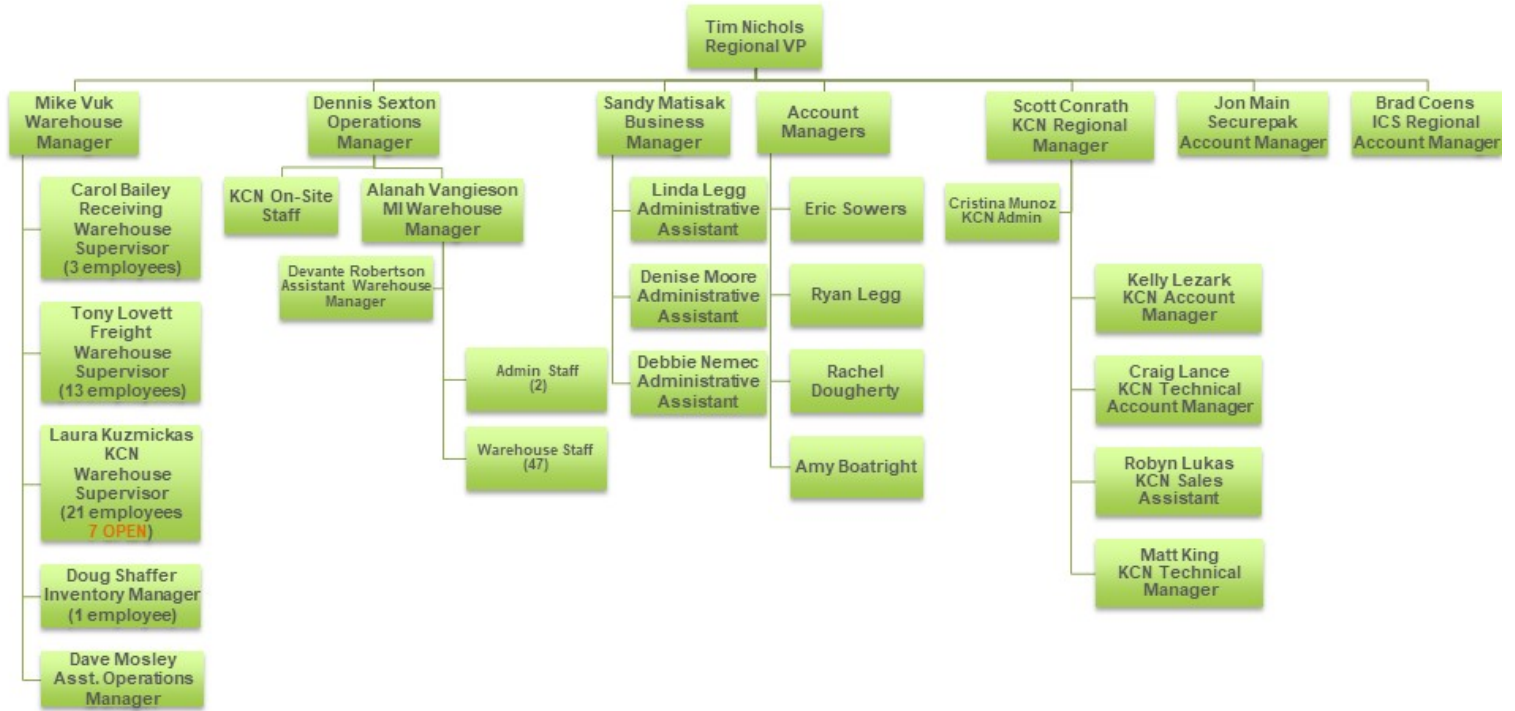 Tim Nichols
Regional VP
Mike Vuk
Warehouse
Manager
Dennis Sexton
Operations
Manager
Sandy Matisak
Business
Manager
Account
Managers
Scott Conrath
KCN Regional
Manager
Jon Main
Securepak
Account Manager
Brad Coens
ICS Regional
Account Manager
Carol Bailey
Receiving
Warehouse
Supervisor
(3 employees)
Tony Lovett
Freight
Warehouse
Supervisor
(13 employees)
Laura Kuzmickas
KCN
Warehouse
Supervisor
(21 employees
7 OPEN)
Doug Shaffer
Inventory Manager
(1 employee)
Dave Mosley
Asst. Operations
Manager
KCN On-Site
Staff
Alanah Vangieson
MI Warehouse
Manager
Devante Robertson
Assistant Warehouse
Manager
Admin Staff
(2)
Warehouse Staff
(47)
Linda Legg
Administrative
Assistant
Denise Moore
Administrative
Assistant
Debbie Nemec
Administrative
Assistant
Eric Sowers
Ryan Legg
Rachel
Dougherty
Amy Boatright
Cristina Munoz
KCN Admin
Kelly Lezark
KCN Account
Manager
Craig Lance
KCN Technical
Account Manager
Robyn Lukas
KCN Sales
Assistant
Matt King
KCN Technical
Manager